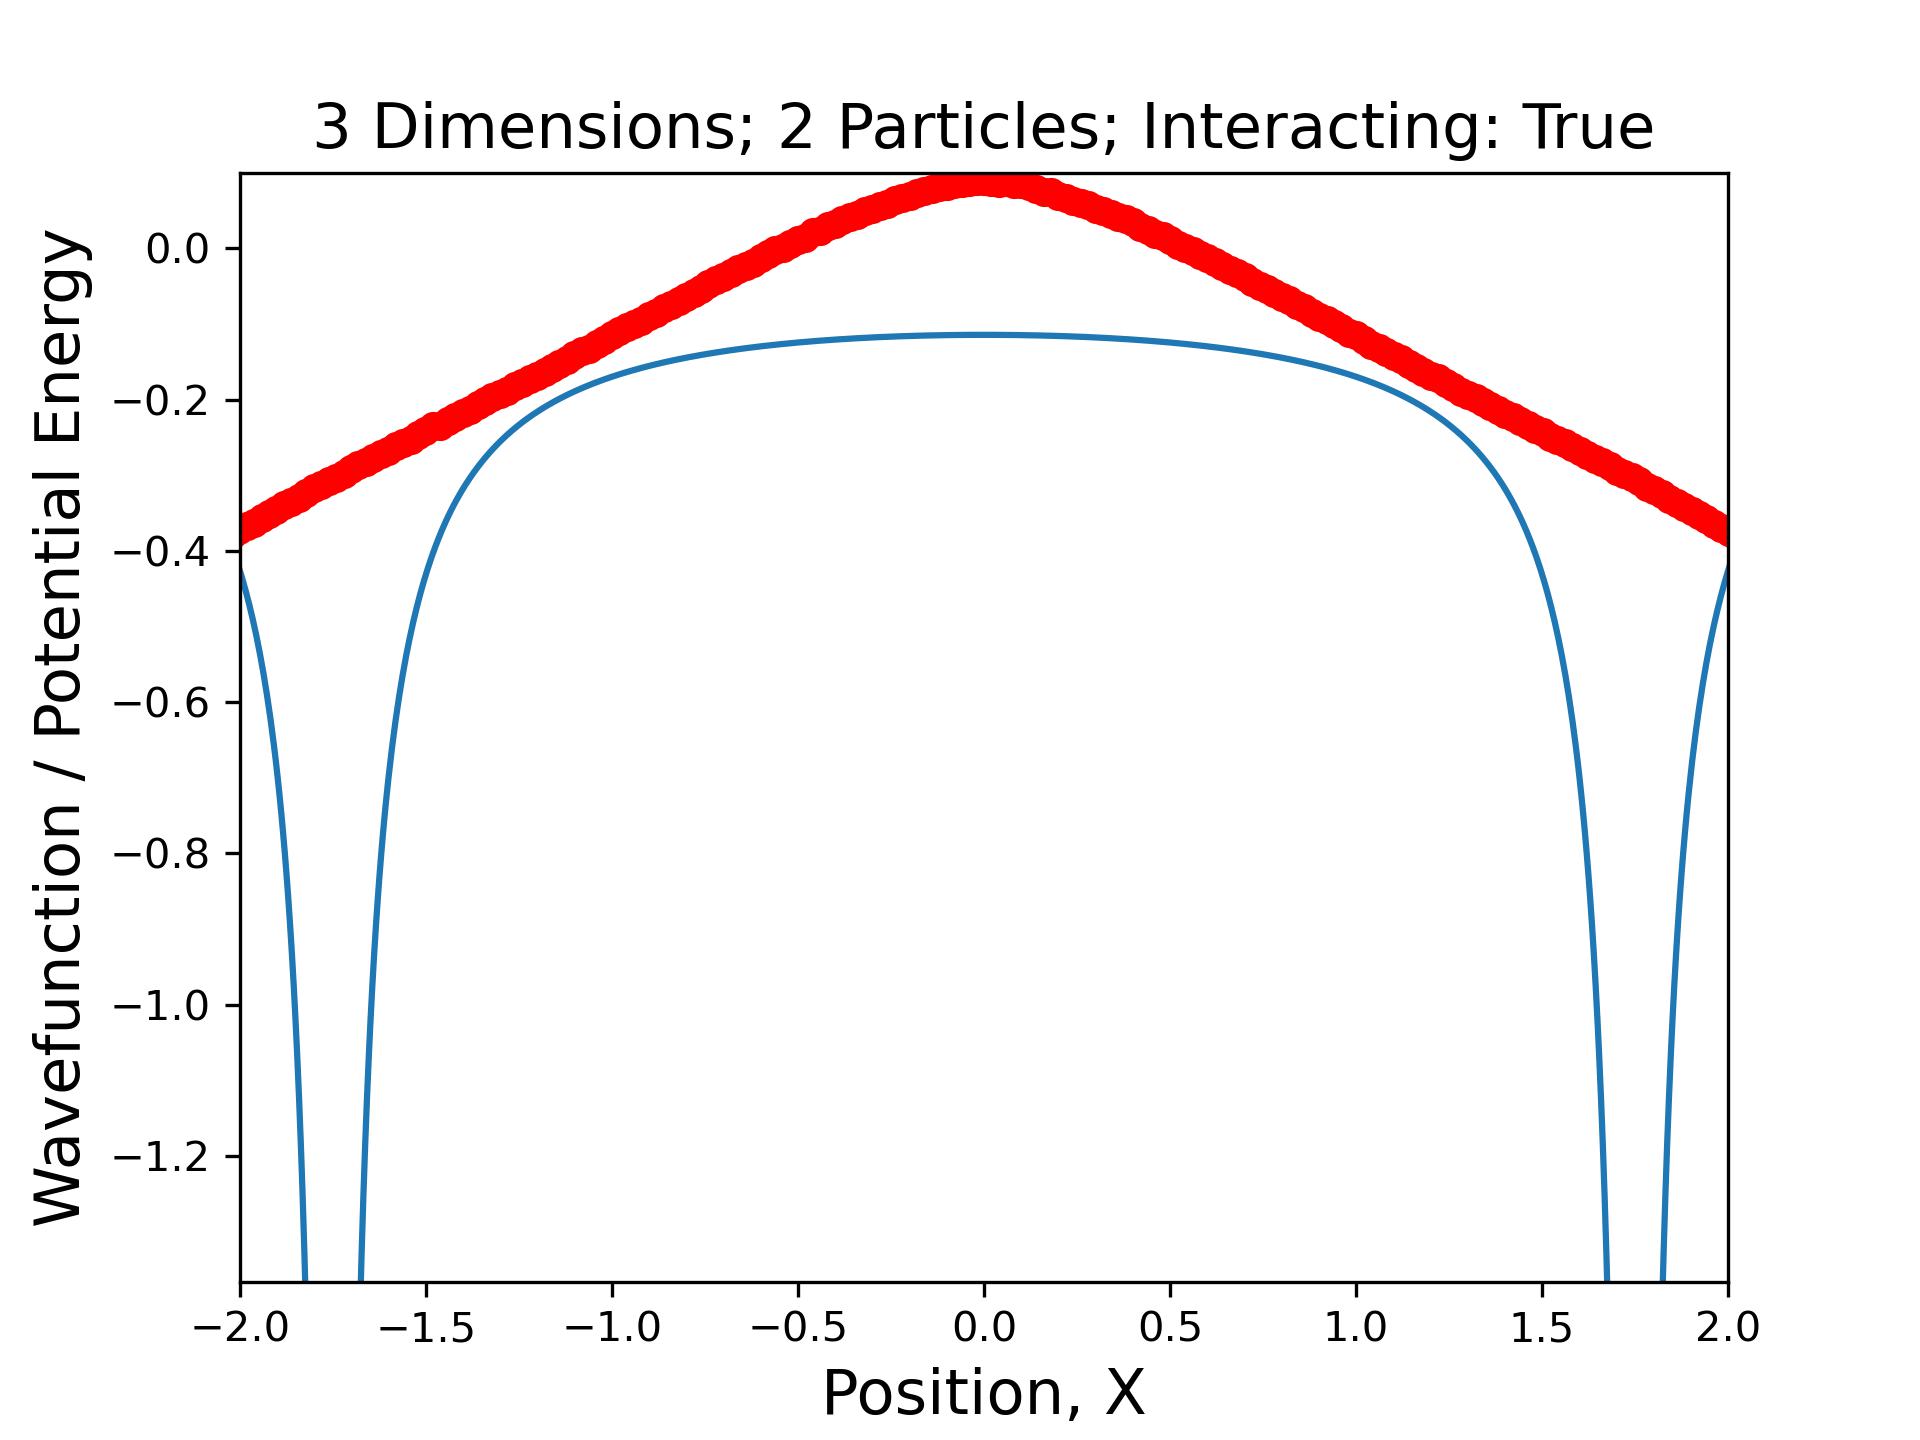 3 Dimensions; 2 Particles; Interacting: True
Wavefunction / Potential Energy
0.0
−0.2
−0.4
−0.6
−0.8
−1.0
−1.2
−2.0 −1.5 −1.0 −0.5 0.0 0.5 1.0 1.5 2.0
Position, X